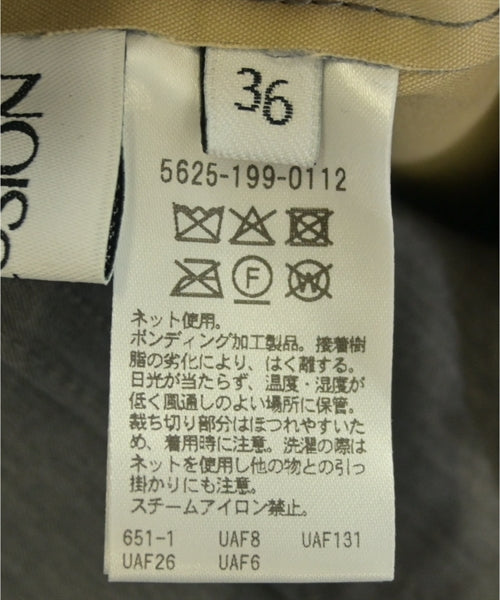 36
SSION
5625-199-0112
F
W
ネット使用。
ボンディング加工製品。接着樹
脂の劣化により、はく離する。
日光が当たらず、温度・湿度が
低く風通しのよい場所に保管。
裁ち切り部分はほつれやすいた
め、着用時に注意。洗濯の際は
ネットを使用し他の物との引っ
掛かりにも注意。
スチームアイロン禁止。
651-1 UAF8 UAF131
UAF26 UAF6